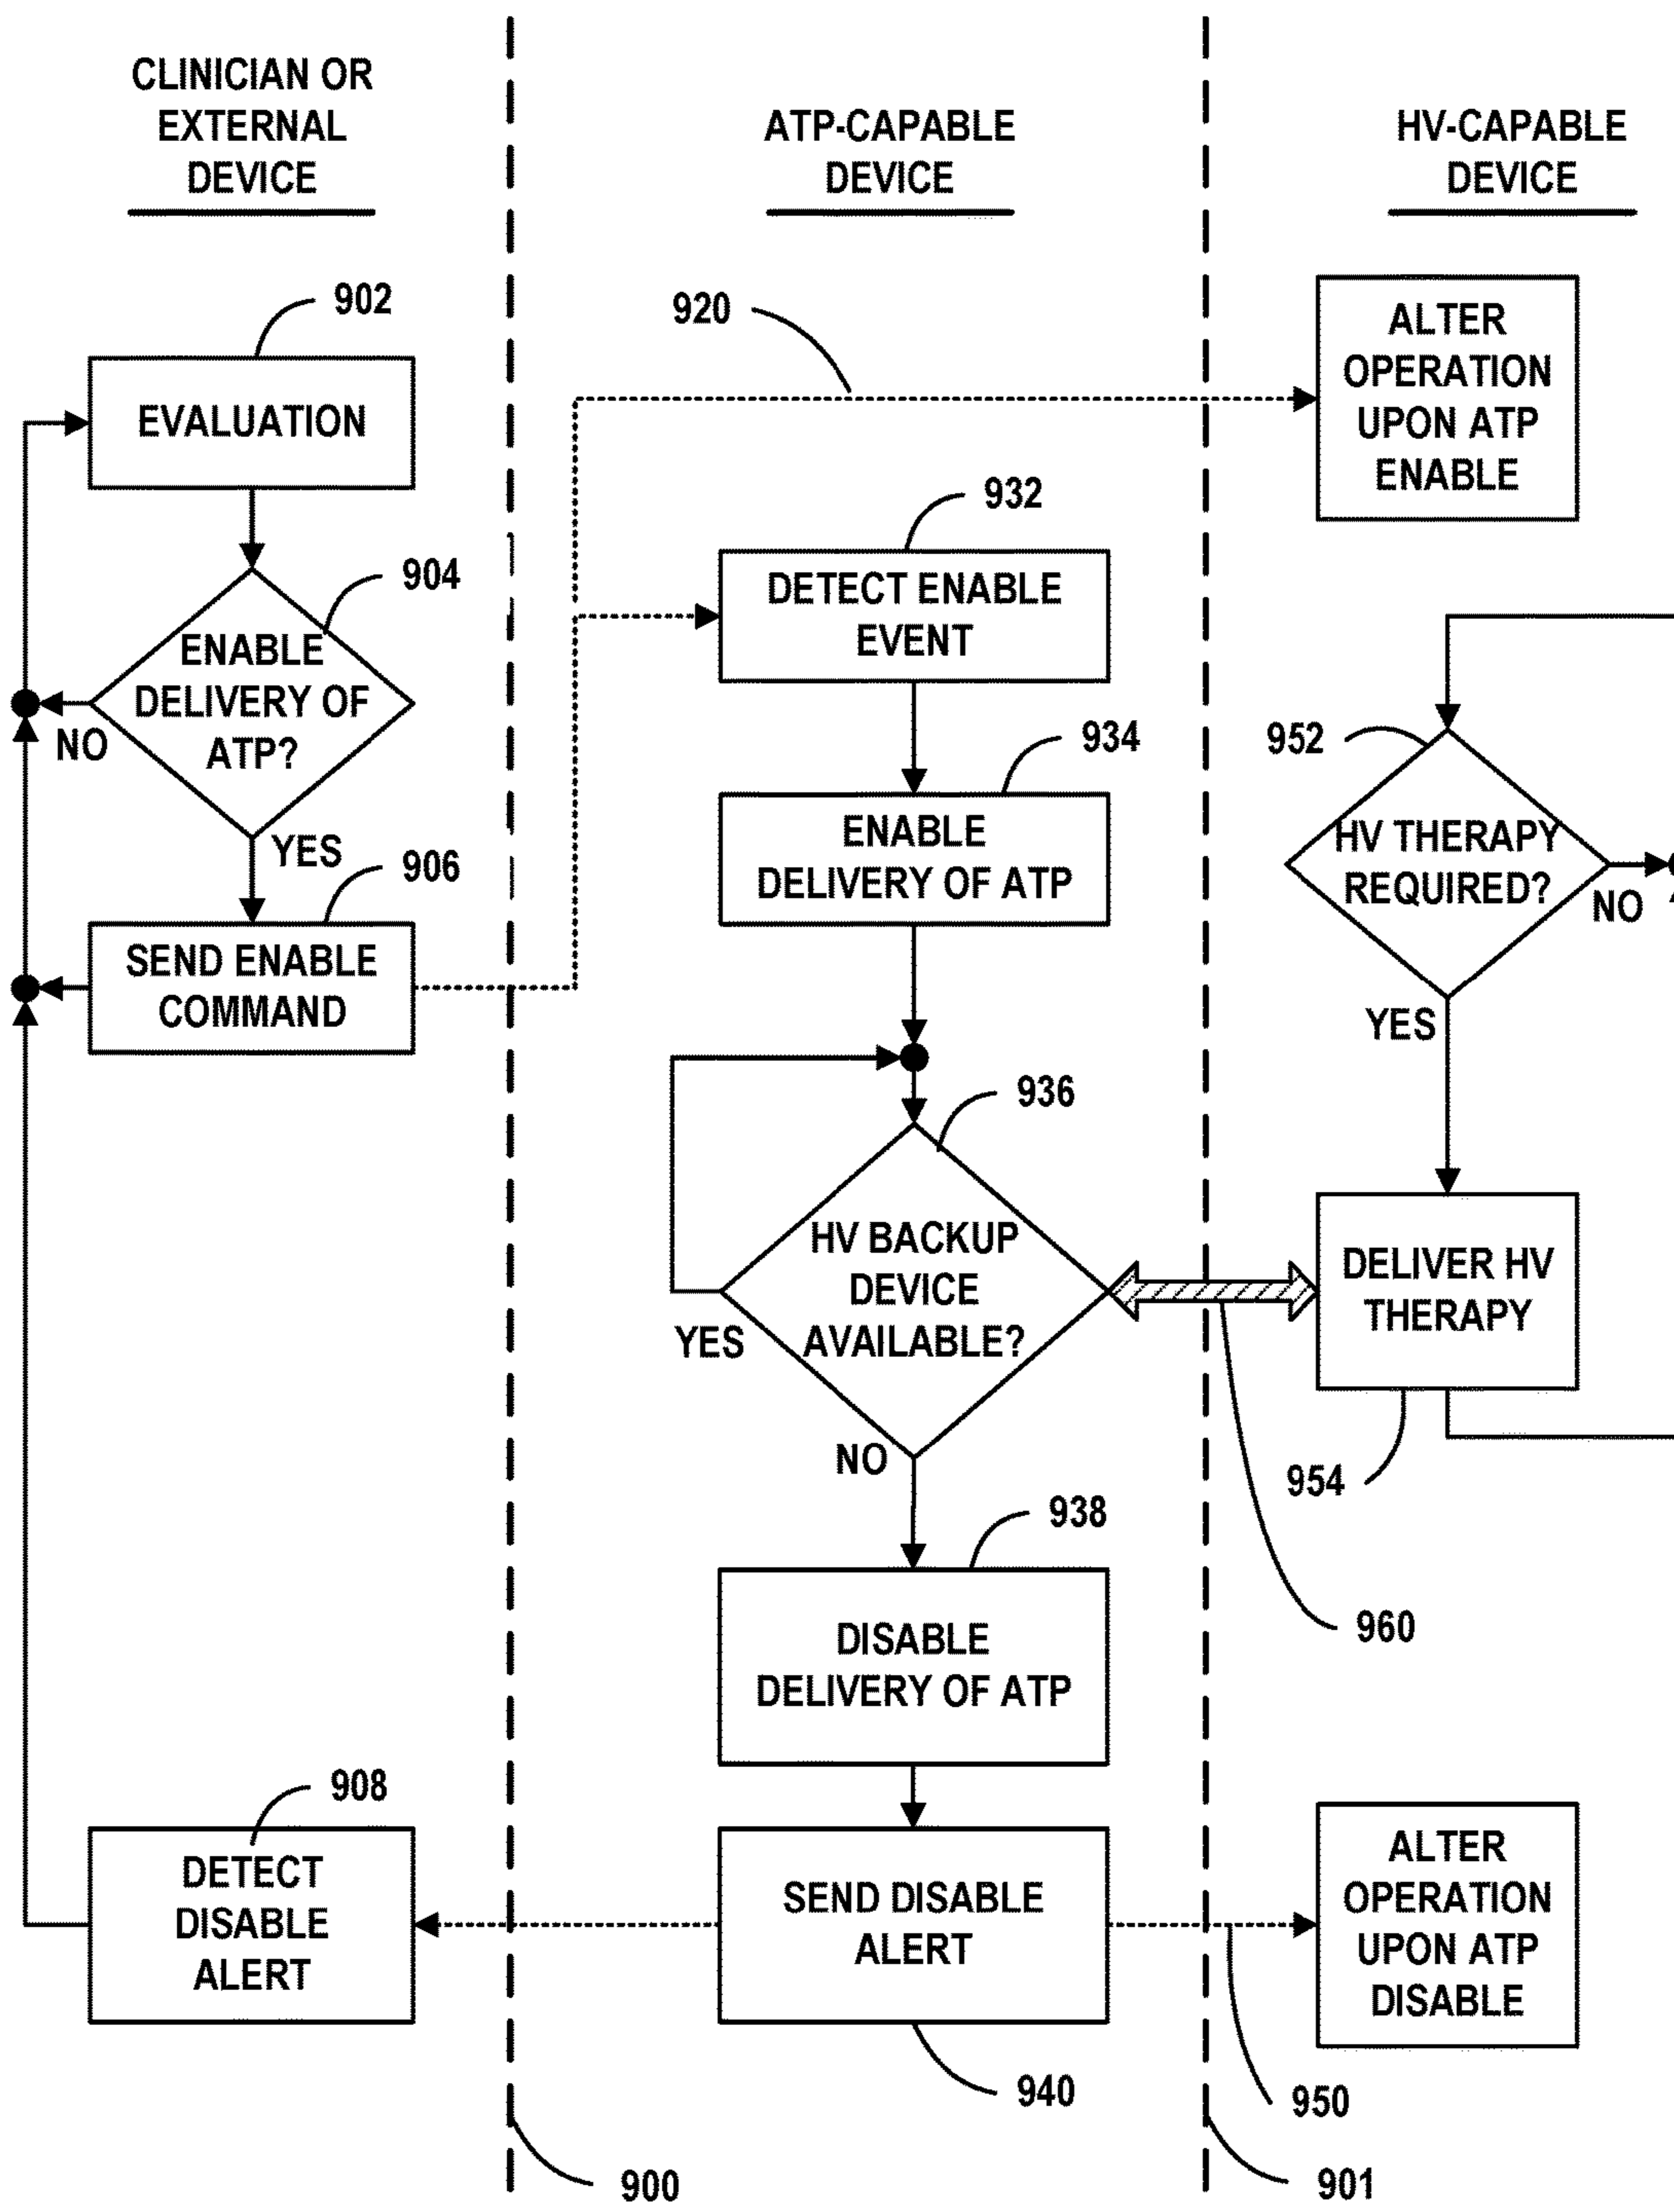 CLINICIAN OR
EXTERNAL
DEVICE
ATP-CAPABLE
DEVICE
HV-CAPABLE
DEVICE
902
EVALUATION
904
ENABLE
DELIVERY OF
ATP?
NO
YES
906
SEND ENABLE
COMMAND
908
DETECT
DISABLE
ALERT
920
932
DETECT ENABLE
EVENT
934
ENABLE
DELIVERY OF ATP
936
HV BACKUP
DEVICE
AVAILABLE?
YES
NO
938
DISABLE
DELIVERY OF ATP
SEND DISABLE
ALERT
940
900
ALTER
OPERATION
UPON ATP
ENABLE
952
HV THERAPY
REQUIRED?
NO
YES
DELIVER HV
THERAPY
954
960
ALTER
OPERATION
UPON ATP
DISABLE
950
901